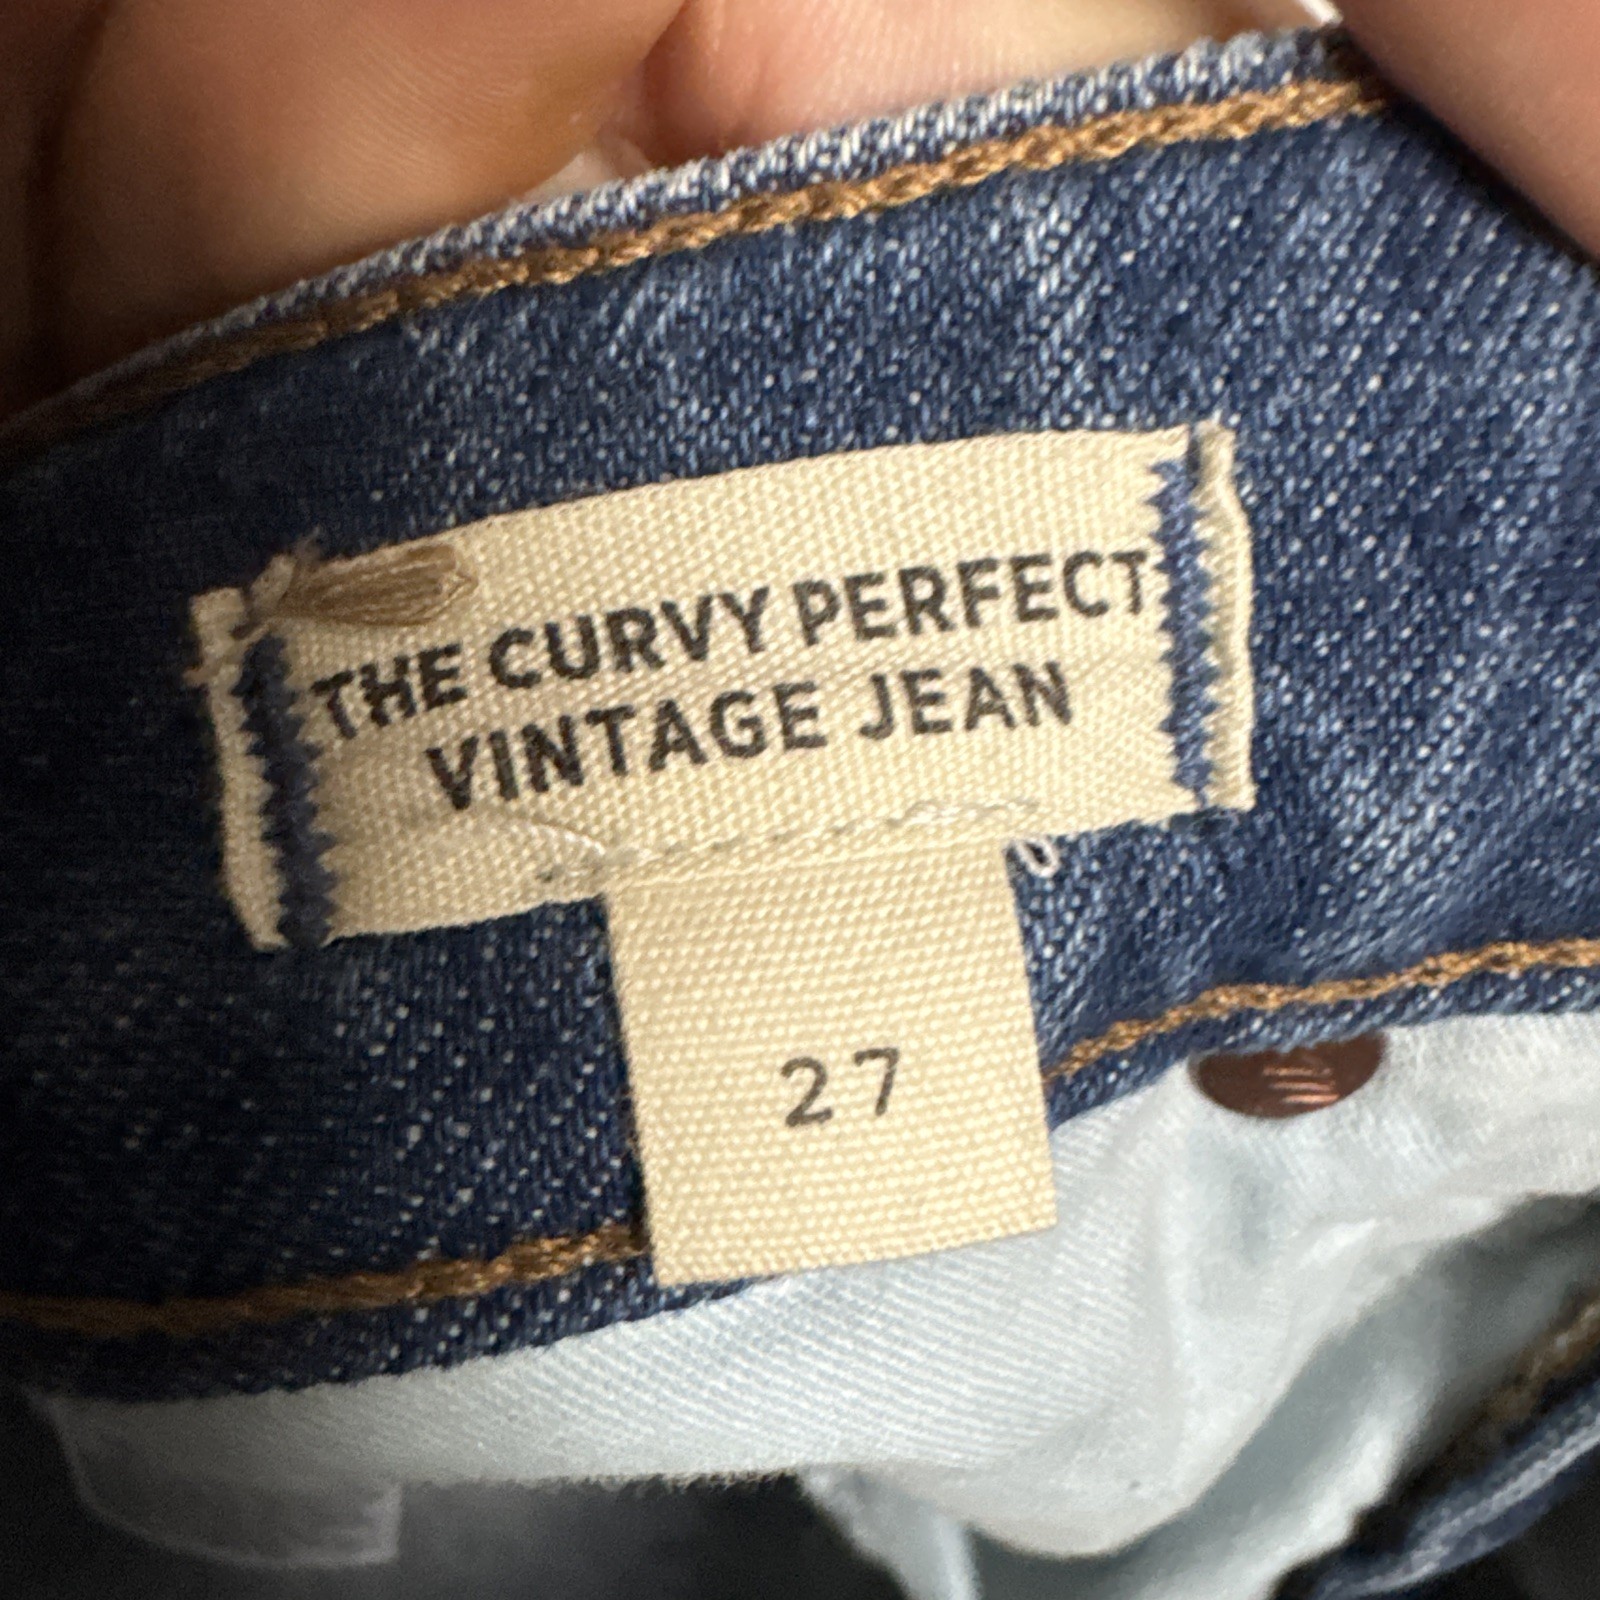 THE CURVY PERFECT
VINTAGE JEAN
27